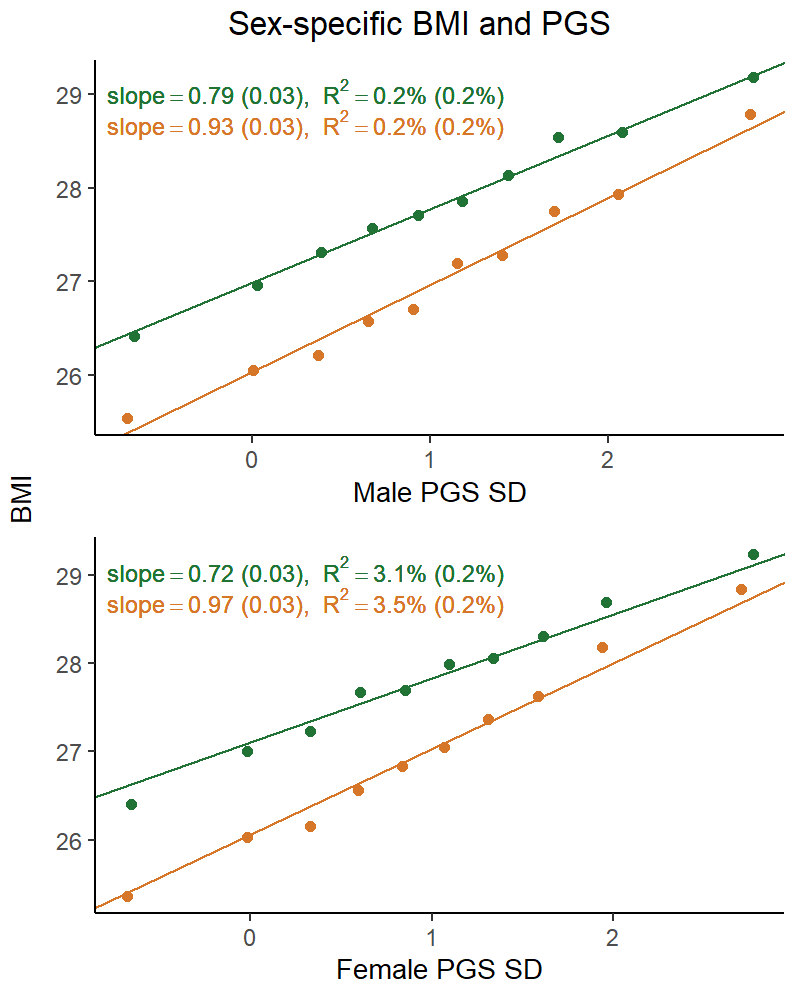 Sex-specific BMI and PGS
BMI
29
28
27
26
slope = 0.79 (0.03), R² = 0.2% (0.2%)
slope = 0.93 (0.03), R² = 0.2% (0.2%)
0 1 2
Male PGS SD
29
28
27
26
slope = 0.72 (0.03), R² = 3.1% (0.2%)
slope = 0.97 (0.03), R² = 3.5% (0.2%)
0 1 2
Female PGS SD